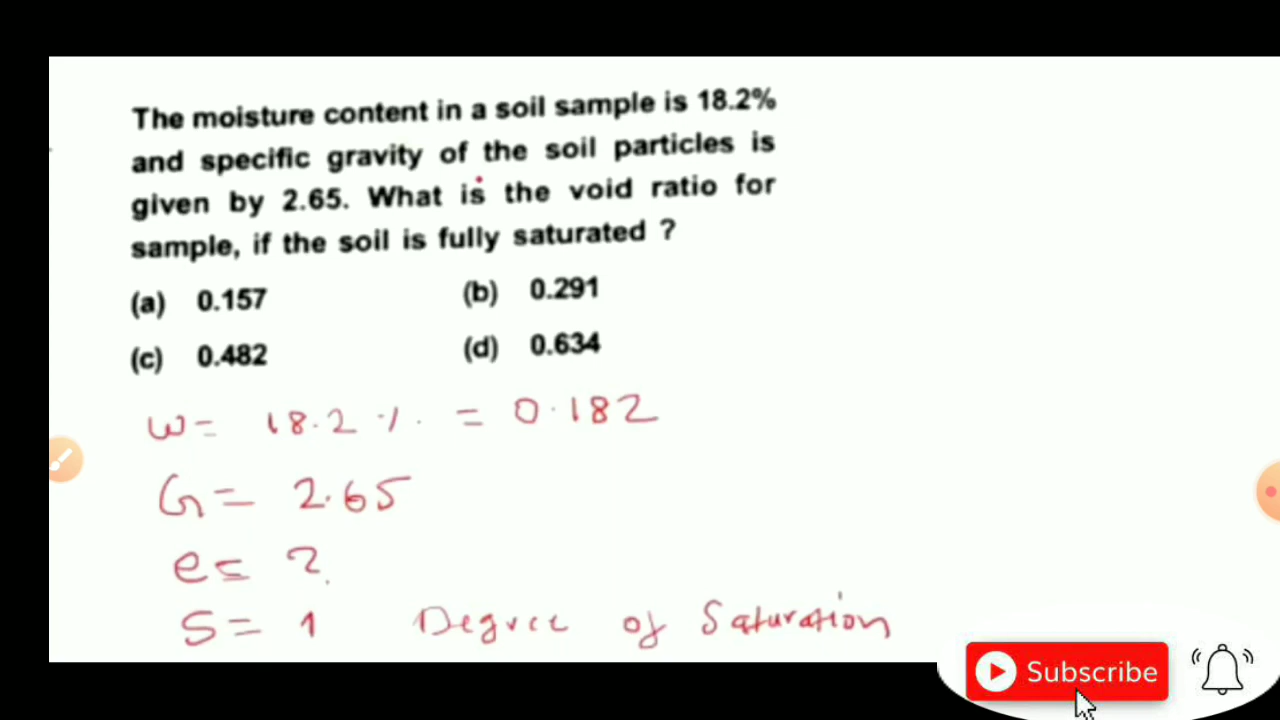 The moisture content in a soil sample is 18.2%
and specific gravity of the soil particles is
given by 2.65. What is the void ratio for
sample, if the soil is fully saturated ?
(a) 0.157 (b) 0.291
(c) 0.482 (d) 0.634
w = 18.2 % = 0.182
G = 2.65
e = ?
S = 1 Degree of Saturation
Subscribe